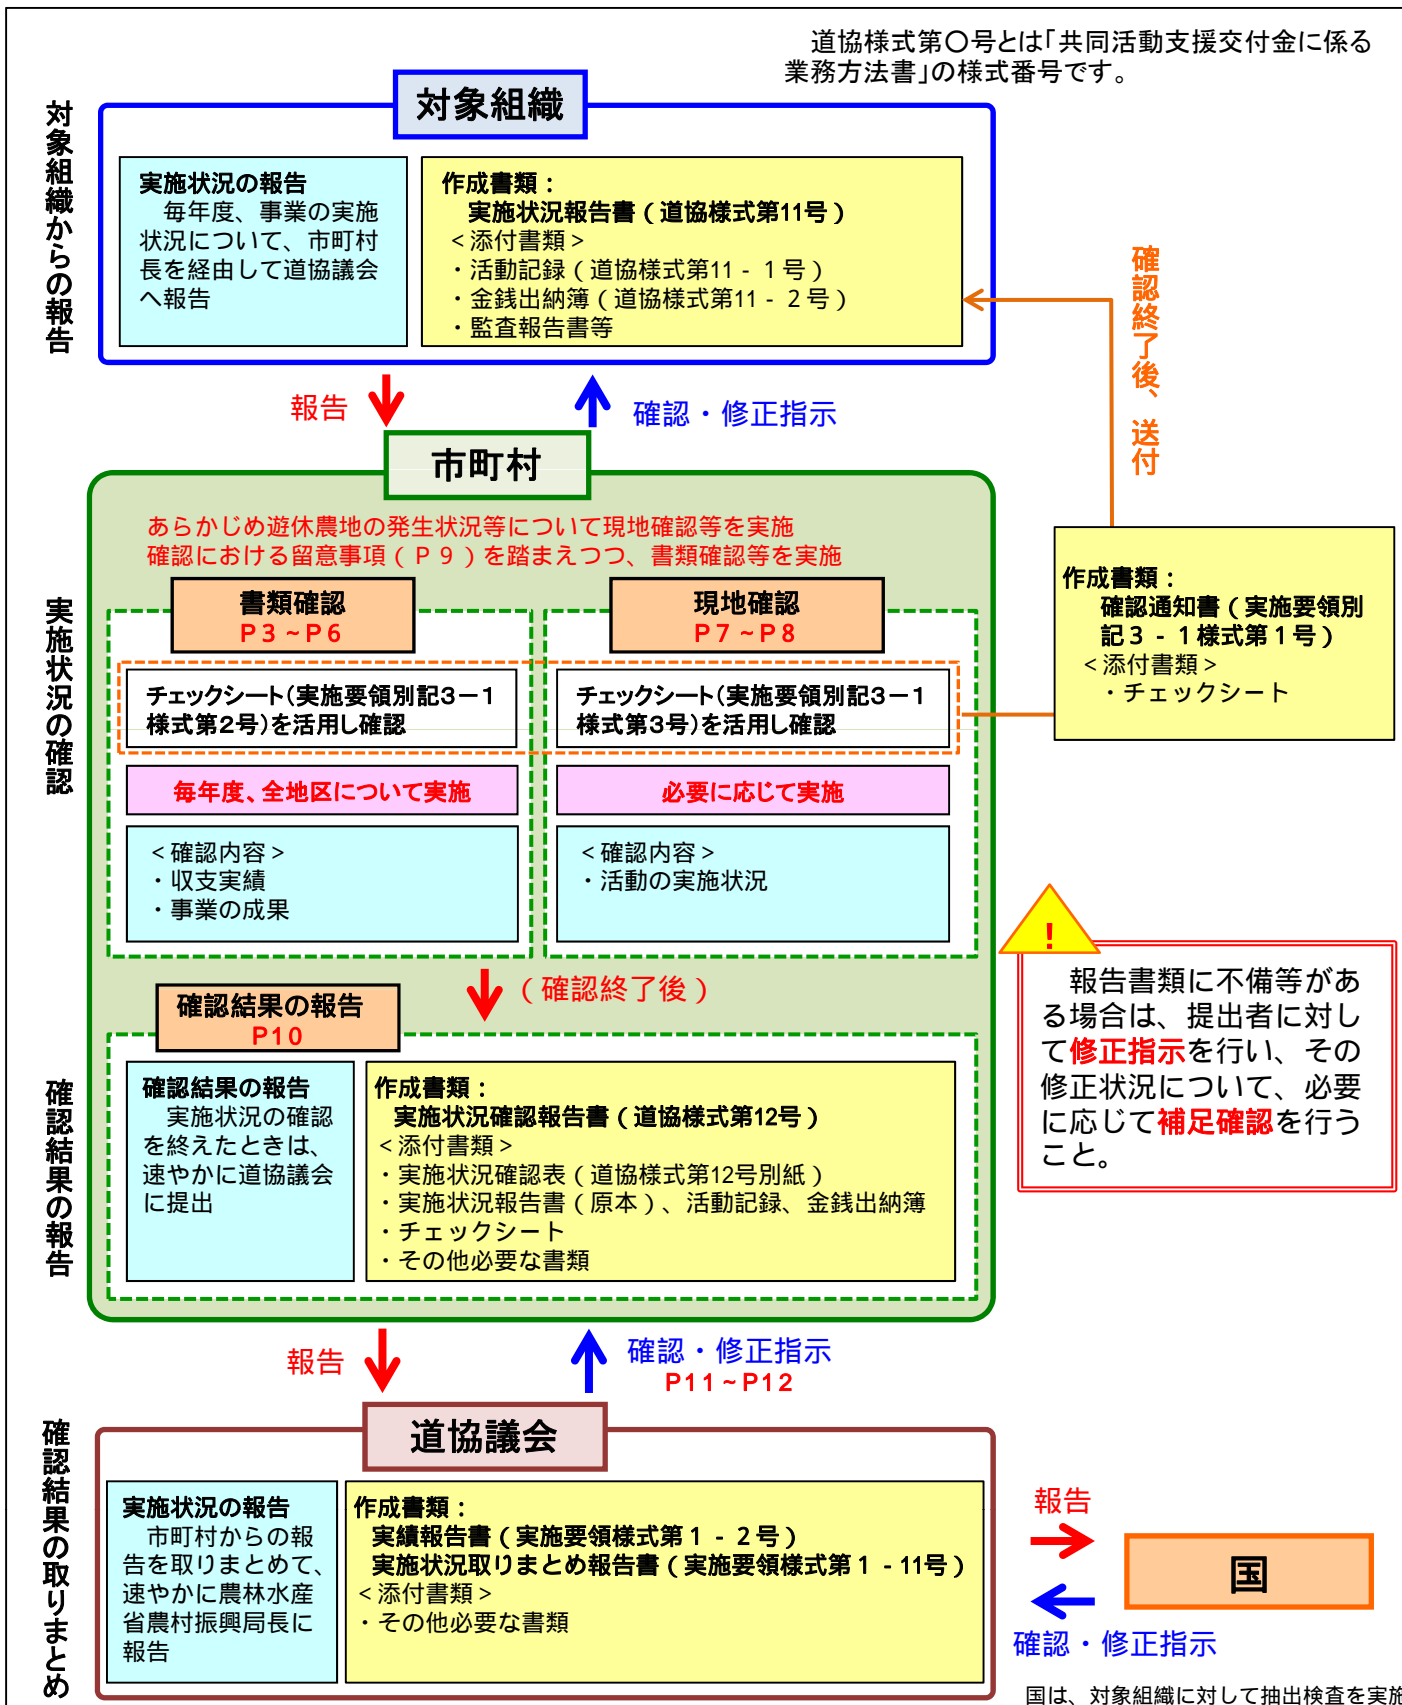 道協様式第〇号とは「共同活動支援交付金に係る
業務方法書」の様式番号です。
対象組織からの報告
対象組織
実施状況の報告
毎年度、事業の実施
状況について、市町村
長を経由して道協議会
へ報告
作成書類：
実施状況報告書（道協様式第11号）
＜添付書類＞
・活動記録（道協様式第11‐１号）
・金銭出納簿（道協様式第11‐２号）
・監査報告書等
確認終了後、送付
報告
確認・修正指示
実施状況の確認
市町村
あらかじめ遊休農地の発生状況等について現地確認等を実施
確認における留意事項（Ｐ９）を踏まえつつ、書類確認等を実施
書類確認
Ｐ３～Ｐ６
チェックシート（実施要領別記３－１
様式第２号）を活用し確認
毎年度、全地区について実施
＜確認内容＞
・収支実績
・事業の成果
現地確認
Ｐ７～Ｐ８
チェックシート（実施要領別記３－１
様式第３号）を活用し確認
必要に応じて実施
＜確認内容＞
・活動の実施状況
作成書類：
確認通知書（実施要領別
記３‐１様式第１号）
＜添付書類＞
・チェックシート
（確認終了後）
！
報告書類に不備等があ
る場合は、提出者に対し
て修正指示を行い、その
修正状況について、必要
に応じて補足確認を行う
こと。
確認結果の報告
確認結果の報告
P10
確認結果の報告
実施状況の確認
を終えたときは、
速やかに道協議会
に提出
作成書類：
実施状況確認報告書（道協様式第12号）
＜添付書類＞
・実施状況確認表（道協様式第12号別紙）
・実施状況報告書（原本）、活動記録、金銭出納簿
・チェックシート
・その他必要な書類
報告
確認・修正指示
P11～P12
確認結果の取りまとめ
道協議会
実施状況の報告
市町村からの報
告を取りまとめて、
速やかに農林水産
省農村振興局長に
報告
作成書類：
実績報告書（実施要領様式第１‐２号）
実施状況取りまとめ報告書（実施要領様式第１‐11号）
＜添付書類＞
・その他必要な書類
報告
国
確認・修正指示
国は、対象組織に対して抽出検査を実施